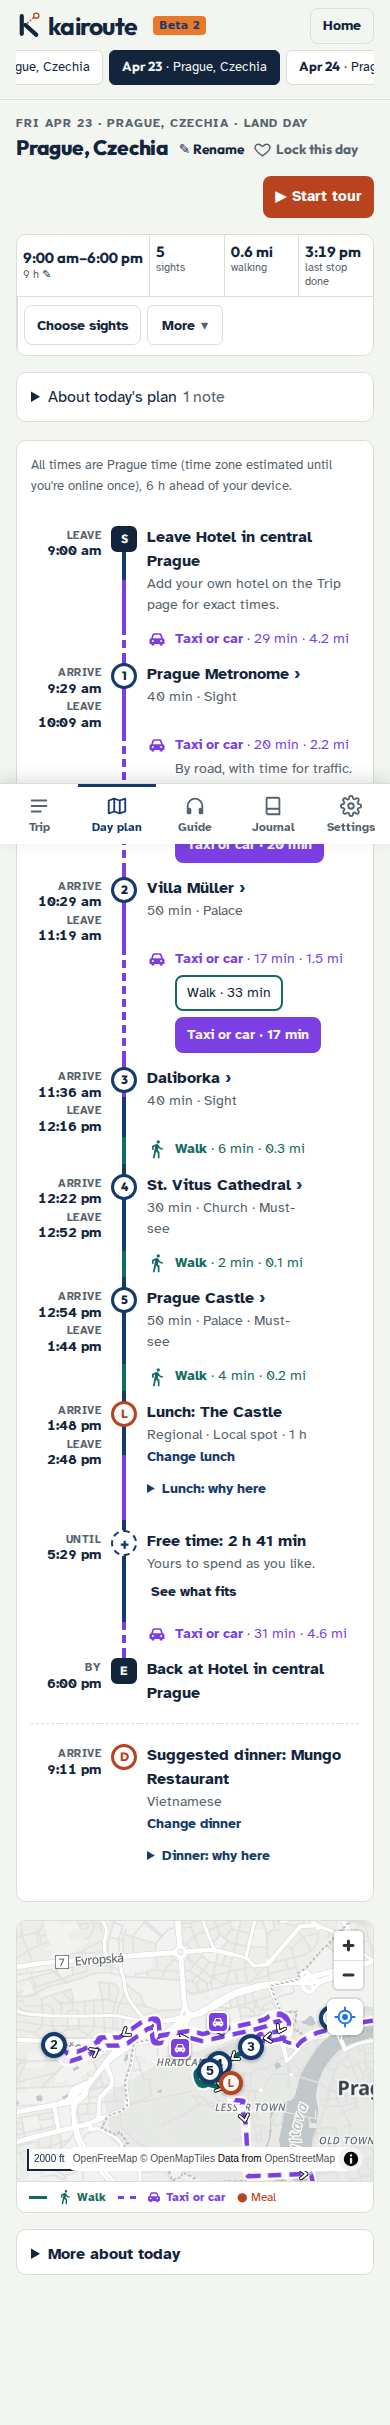 kairoute
Beta 2
Home
gue, Czechia
Apr 23 · Prague, Czechia
Apr 24 · Prag
FRI APR 23 · PRAGUE, CZECHIA · LAND DAY
Prague, Czechia
✎ Rename
Lock this day
▶ Start tour
9:00 am–6:00 pm
9 h ✎
5
sights
0.6 mi
walking
3:19 pm
last stop
done
Choose sights
More ▾
▶ About today's plan 1 note
All times are Prague time (time zone estimated until
you're online once), 6 h ahead of your device.
LEAVE
9:00 am
S
Leave Hotel in central
Prague
Add your own hotel on the Trip
page for exact times.
Taxi or car · 29 min · 4.2 mi
ARRIVE
9:29 am
LEAVE
10:09 am
1
Prague Metronome ›
40 min · Sight
Taxi or car · 20 min · 2.2 mi
By road, with time for traffic.
Trip
Day plan
Guide
Journal
Settings
Taxi or car · 20 min
ARRIVE
10:29 am
LEAVE
11:19 am
2
Villa Müller ›
50 min · Palace
Taxi or car · 17 min · 1.5 mi
Walk · 33 min
Taxi or car · 17 min
ARRIVE
11:36 am
LEAVE
12:16 pm
3
Daliborka ›
40 min · Sight
Walk · 6 min · 0.3 mi
ARRIVE
12:22 pm
LEAVE
12:52 pm
4
St. Vitus Cathedral ›
30 min · Church · Must-
see
Walk · 2 min · 0.1 mi
ARRIVE
12:54 pm
LEAVE
1:44 pm
5
Prague Castle ›
50 min · Palace · Must-
see
Walk · 4 min · 0.2 mi
ARRIVE
1:48 pm
LEAVE
2:48 pm
L
Lunch: The Castle
Regional · Local spot · 1 h
Change lunch
▶ Lunch: why here
UNTIL
5:29 pm
+
Free time: 2 h 41 min
Yours to spend as you like.
See what fits
Taxi or car · 31 min · 4.6 mi
BY
6:00 pm
E
Back at Hotel in central
Prague
ARRIVE
9:11 pm
D
Suggested dinner: Mungo
Restaurant
Vietnamese
Change dinner
▶ Dinner: why here
7 Evropská
+
−
2
3
5
L
HRADČA
LESSER TOWN
Prag
OLD TOWN
ltava
2000 ft
OpenFreeMap © OpenMapTiles Data from OpenStreetMap
Walk
Taxi or car
Meal
▶ More about today